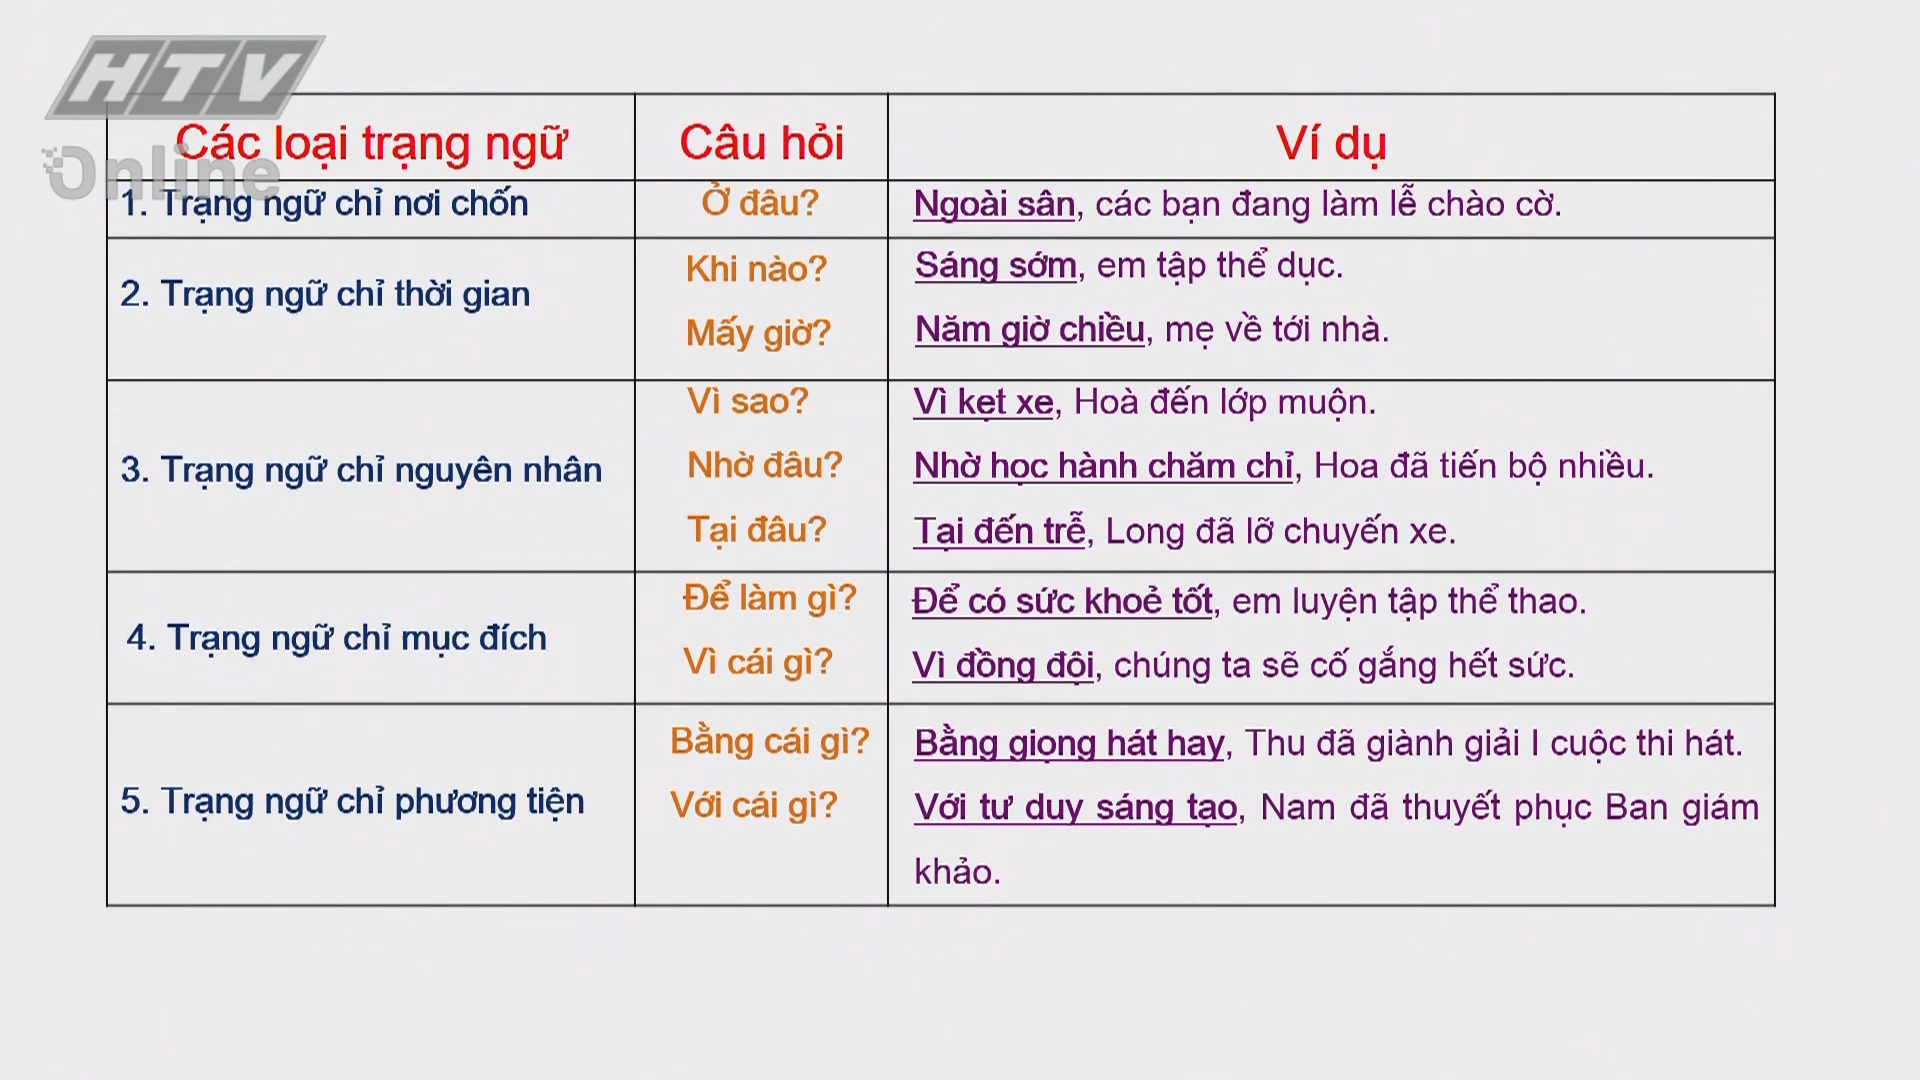 HTV
Online
Các loại trạng ngữ
Câu hỏi
Ví dụ
1. Trạng ngữ chỉ nơi chốn
Ở đâu?
Ngoài sân, các bạn đang làm lễ chào cờ.
2. Trạng ngữ chỉ thời gian
Khi nào?
Mấy giờ?
Sáng sớm, em tập thể dục.
Năm giờ chiều, mẹ về tới nhà.
3. Trạng ngữ chỉ nguyên nhân
Vì sao?
Nhờ đâu?
Tại đâu?
Vì kẹt xe, Hoà đến lớp muộn.
Nhờ học hành chăm chỉ, Hoa đã tiến bộ nhiều.
Tại đến trễ, Long đã lỡ chuyến xe.
4. Trạng ngữ chỉ mục đích
Để làm gì?
Vì cái gì?
Để có sức khoẻ tốt, em luyện tập thể thao.
Vì đồng đội, chúng ta sẽ cố gắng hết sức.
5. Trạng ngữ chỉ phương tiện
Bằng cái gì?
Với cái gì?
Bằng giọng hát hay, Thu đã giành giải I cuộc thi hát.
Với tư duy sáng tạo, Nam đã thuyết phục Ban giám
khảo.